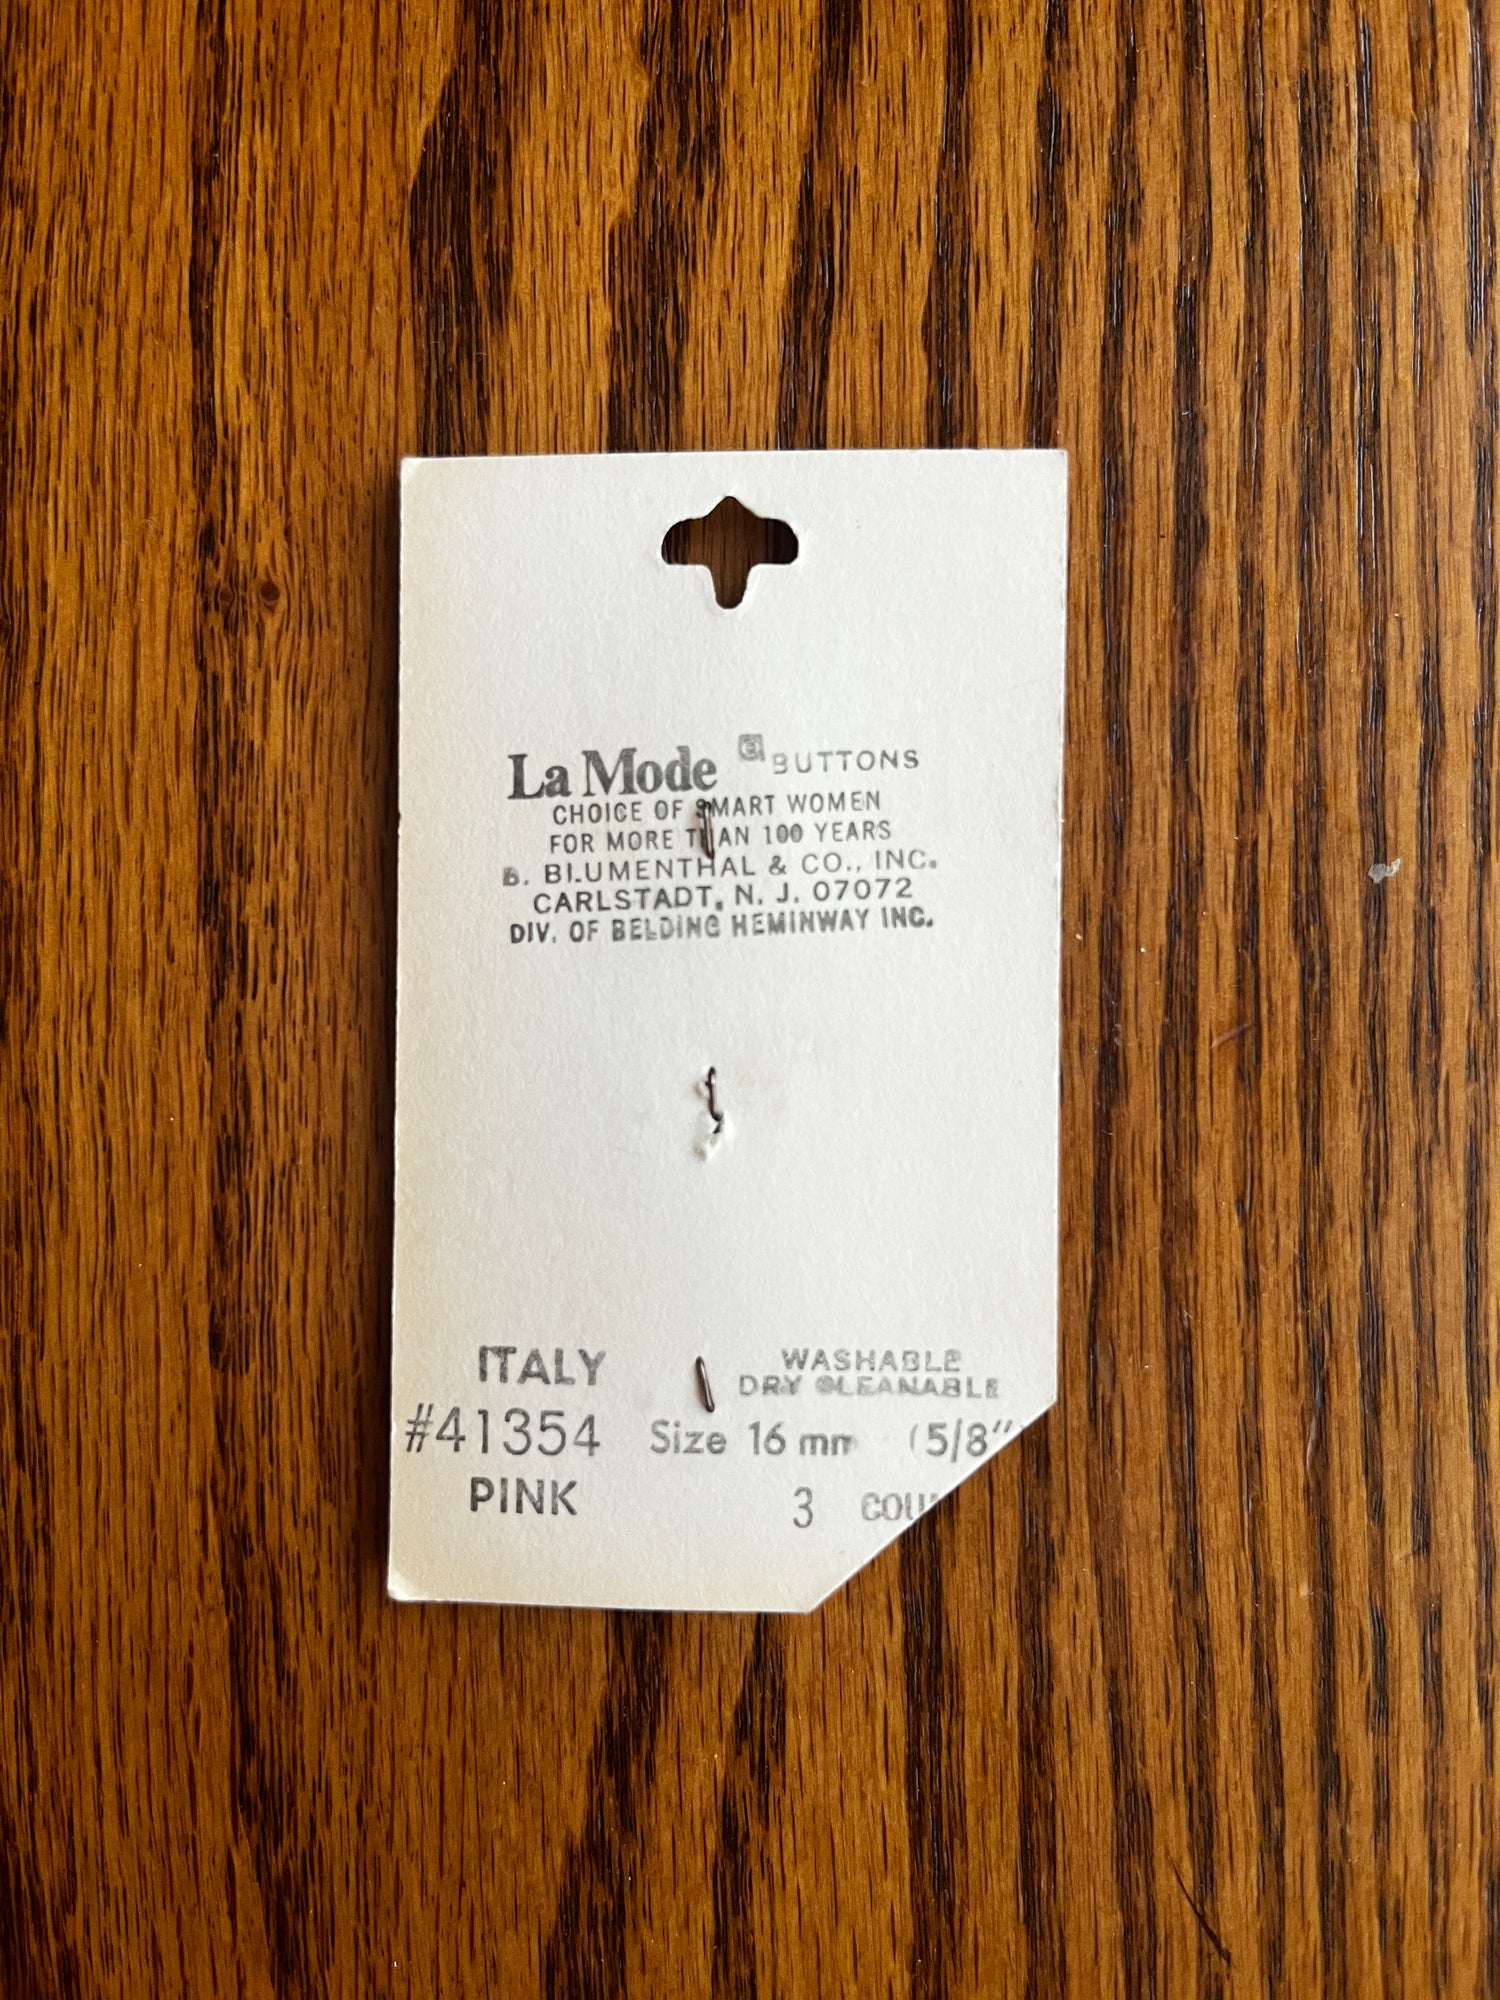 La Mode ® BUTTONS
CHOICE OF SMART WOMEN
FOR MORE THAN 100 YEARS
B. BLUMENTHAL & CO., INC.
CARLSTADT, N. J. 07072
DIV. OF BELDING HEMINWAY INC.
ITALY WASHABLE
DRY CLEANABLE
#41354 Size 16 mm (5/8"
PINK 3 COU